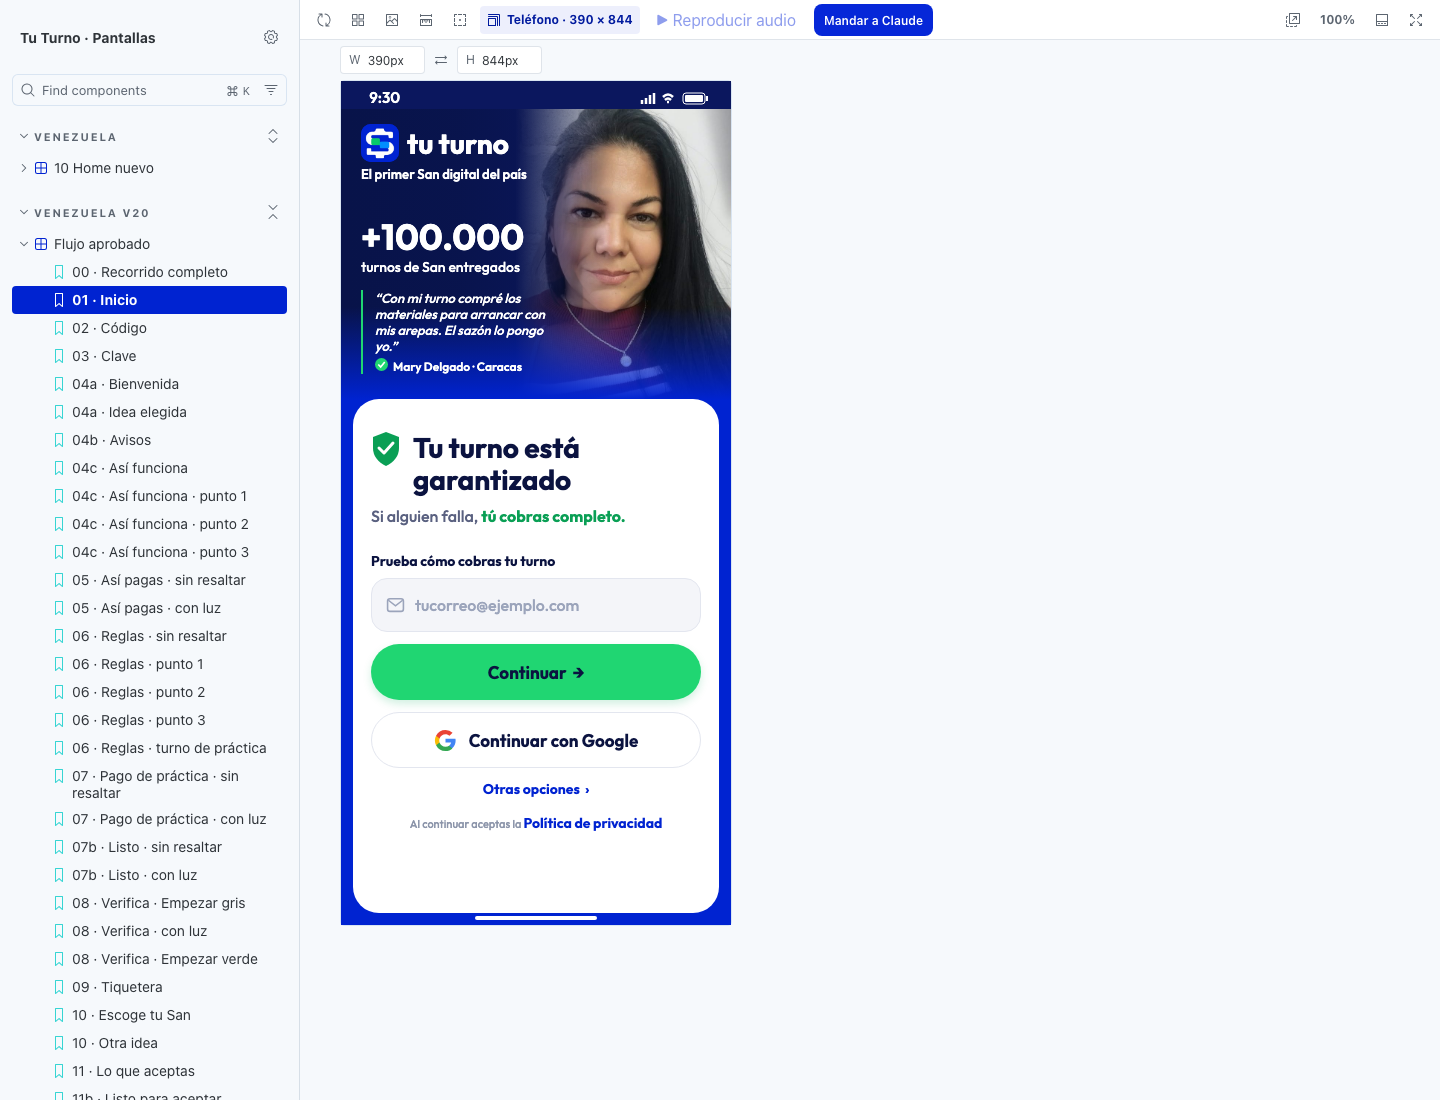 Tu Turno · Pantallas
Find components
⌘ K
VENEZUELA
10 Home nuevo
VENEZUELA V20
Flujo aprobado
00 · Recorrido completo
01 · Inicio
02 · Código
03 · Clave
04a · Bienvenida
04a · Idea elegida
04b · Avisos
04c · Así funciona
04c · Así funciona · punto 1
04c · Así funciona · punto 2
04c · Así funciona · punto 3
05 · Así pagas · sin resaltar
05 · Así pagas · con luz
06 · Reglas · sin resaltar
06 · Reglas · punto 1
06 · Reglas · punto 2
06 · Reglas · punto 3
06 · Reglas · turno de práctica
07 · Pago de práctica · sin
resaltar
07 · Pago de práctica · con luz
07b · Listo · sin resaltar
07b · Listo · con luz
08 · Verifica · Empezar gris
08 · Verifica · con luz
08 · Verifica · Empezar verde
09 · Tiquetera
10 · Escoge tu San
10 · Otra idea
11 · Lo que aceptas
11b · Listo para aceptar
Teléfono · 390 × 844
Reproducir audio
Mandar a Claude
100%
W 390px
H 844px
9:30
tu turno
El primer San digital del país
+100.000
turnos de San entregados
“Con mi turno compré los
materiales para arrancar con
mis arepas. El sazón lo pongo
yo.”
Mary Delgado · Caracas
Tu turno está
garantizado
Si alguien falla, tú cobras completo.
Prueba cómo cobras tu turno
tucorreo@ejemplo.com
Continuar →
Continuar con Google
Otras opciones ›
Al continuar aceptas la Política de privacidad